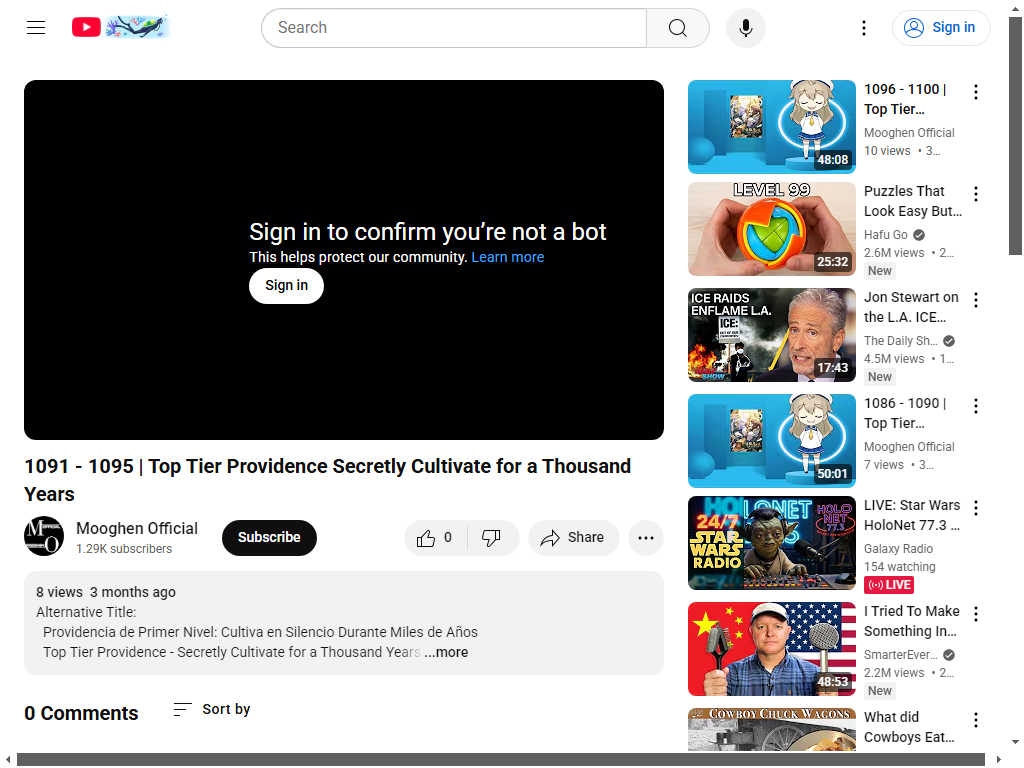 Search
Sign in
Sign in to confirm you’re not a bot
This helps protect our community. Learn more
Sign in
1091 - 1095 | Top Tier Providence Secretly Cultivate for a Thousand
Years
Mooghen Official
1.29K subscribers
Subscribe
0
Share
8 views 3 months ago
Alternative Title:
Providencia de Primer Nivel: Cultiva en Silencio Durante Miles de Años
Top Tier Providence - Secretly Cultivate for a Thousand Years ...more
0 Comments
Sort by
48:08
1096 - 1100 |
Top Tier…
Mooghen Official
10 views • 3…
LEVEL 99
25:32
Puzzles That
Look Easy But…
Hafu Go
2.6M views • 2…
New
ICE RAIDS
ENFLAME L.A.
ICE:
SHOW
17:43
Jon Stewart on
the L.A. ICE…
The Daily Sh…
4.5M views • 1…
New
50:01
1086 - 1090 |
Top Tier…
Mooghen Official
7 views • 3…
HOLONET
24/7
STAR
WARS
RADIO
HOLO
NET
77.3
LIVE: Star Wars
HoloNet 77.3 …
Galaxy Radio
154 watching
LIVE
48:53
I Tried To Make
Something In…
SmarterEver…
2.2M views • 2…
New
COWBOY CHUCK WAGONS
What did
Cowboys Eat…